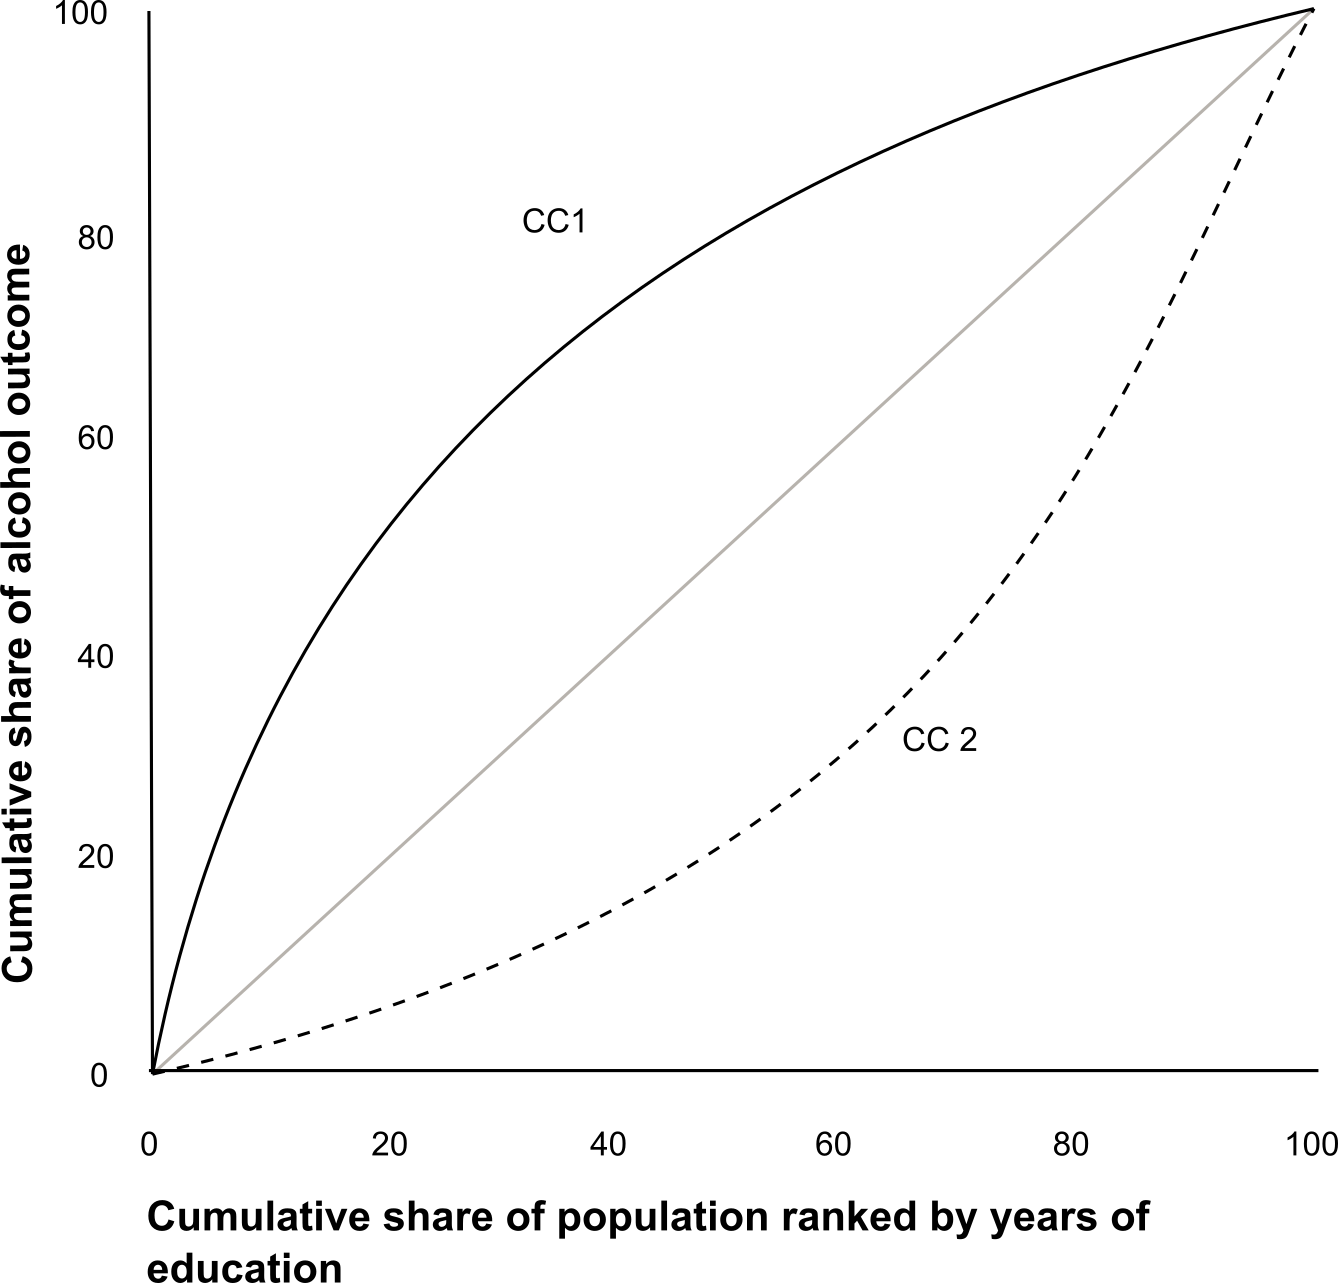 100
80
60
40
20
0
Cumulative share of alcohol outcome
CC1
CC 2
0 20 40 60 80 100
Cumulative share of population ranked by years of
education